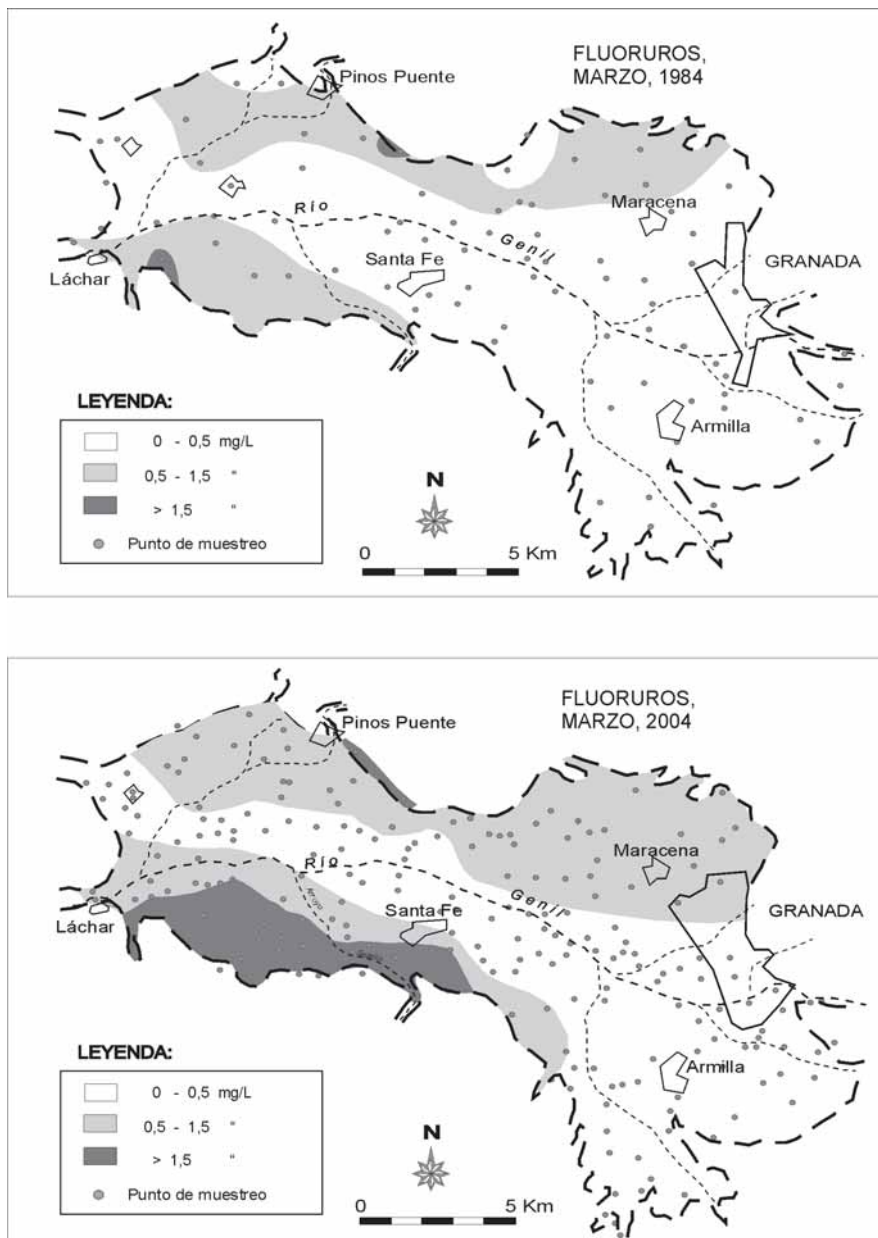 FLUORUROS,
MARZO, 1984
Pinos Puente
Maracena
Río
Genil
Santa Fe
GRANADA
Láchar
Armilla
LEYENDA:
0 - 0,5 mg/L
0,5 - 1,5 "
> 1,5 "
Punto de muestreo
N
0 5 Km
FLUORUROS,
MARZO, 2004
Pinos Puente
Maracena
Río
Genil
Arroyo
Santa Fe
GRANADA
Láchar
Armilla
LEYENDA:
0 - 0,5 mg/L
0,5 - 1,5 "
> 1,5 "
Punto de muestreo
N
0 5 Km